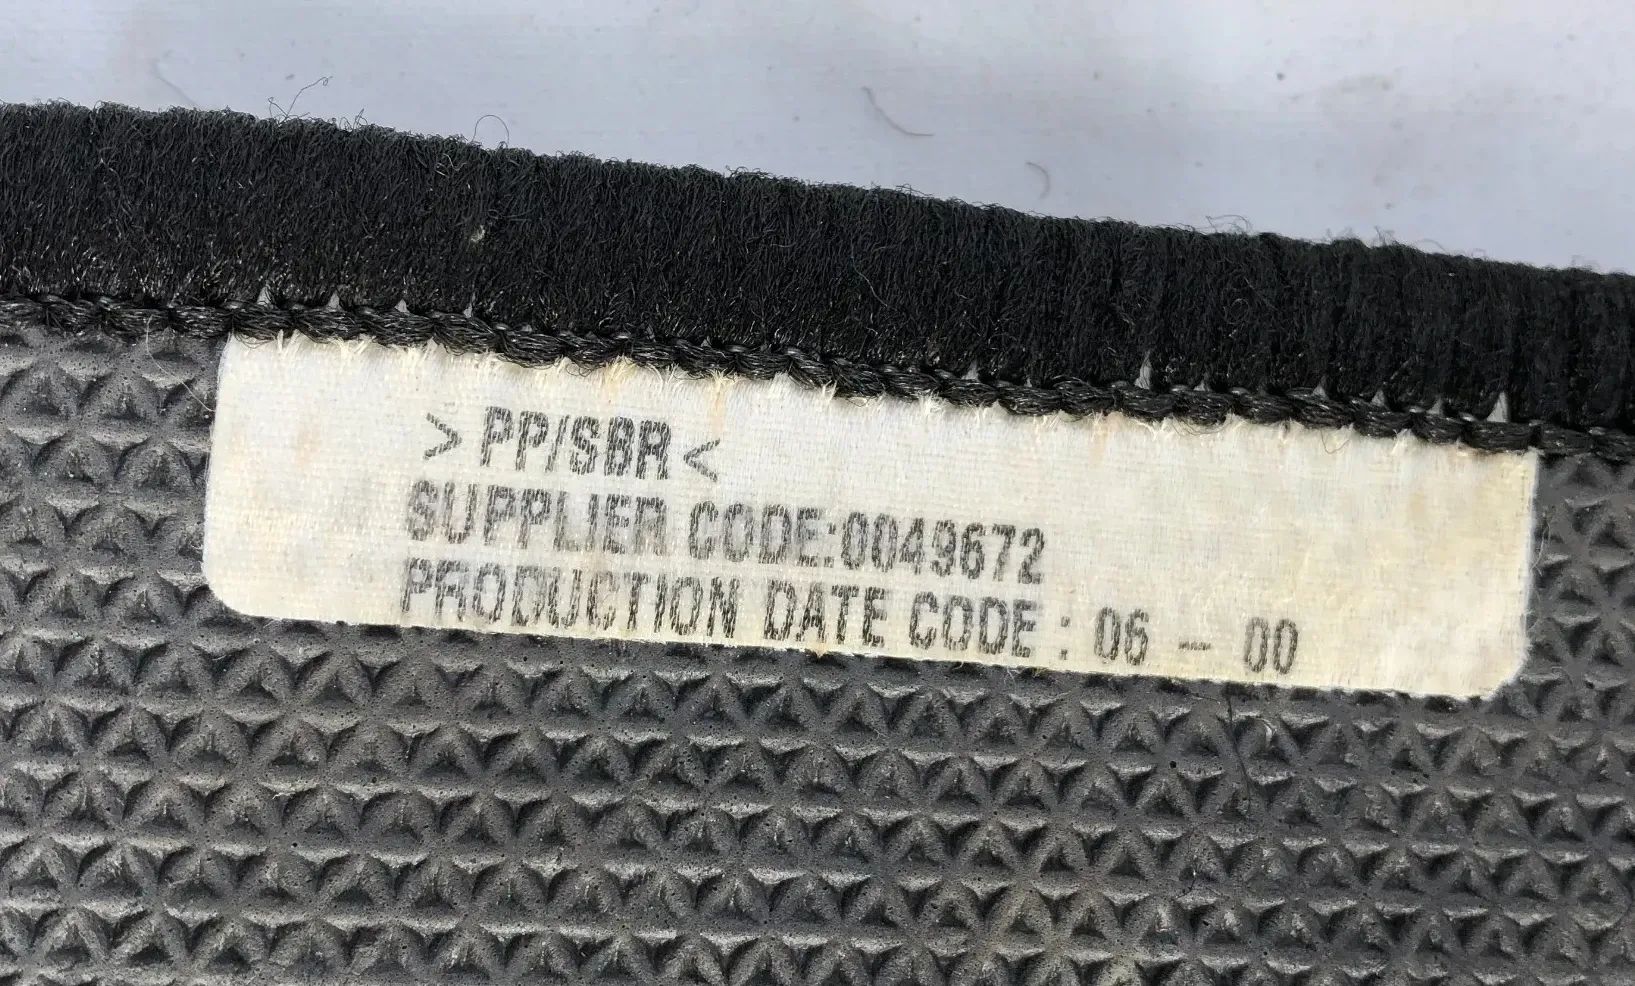 >PP/SBR<
SUPPLIER CODE:0049672
PRODUCTION DATE CODE : 06 - 00